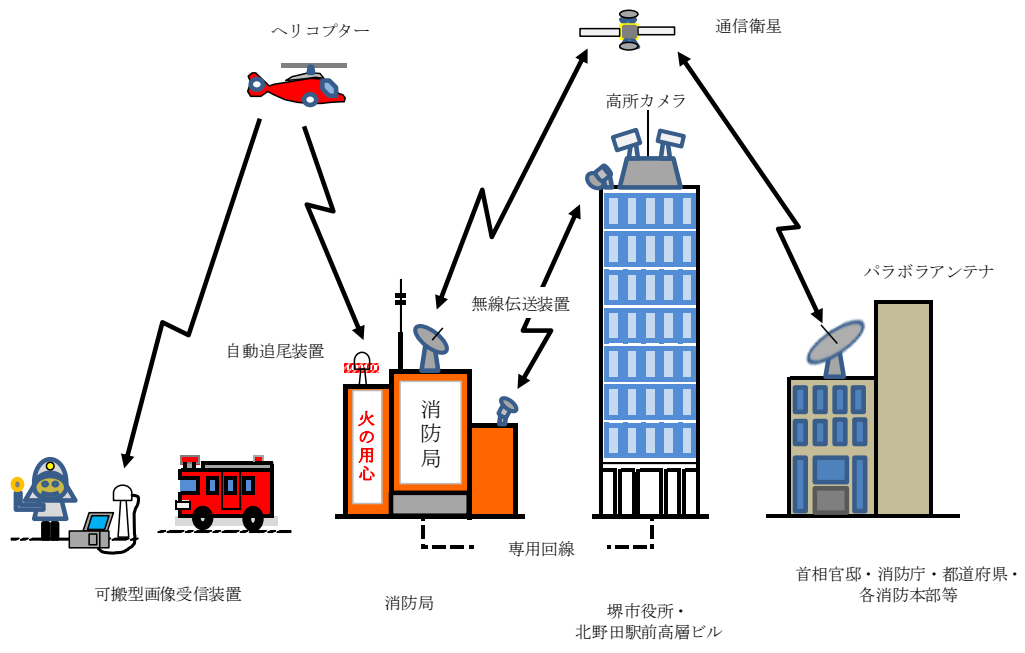 ヘリコプター
通信衛星
高所カメラ
パラボラアンテナ
無線伝送装置
自動追尾装置
火の用心
消防局
専用回線
可搬型画像受信装置
消防局
堺市役所・
北野田駅前高層ビル
首相官邸・消防庁・都道府県・
各消防本部等